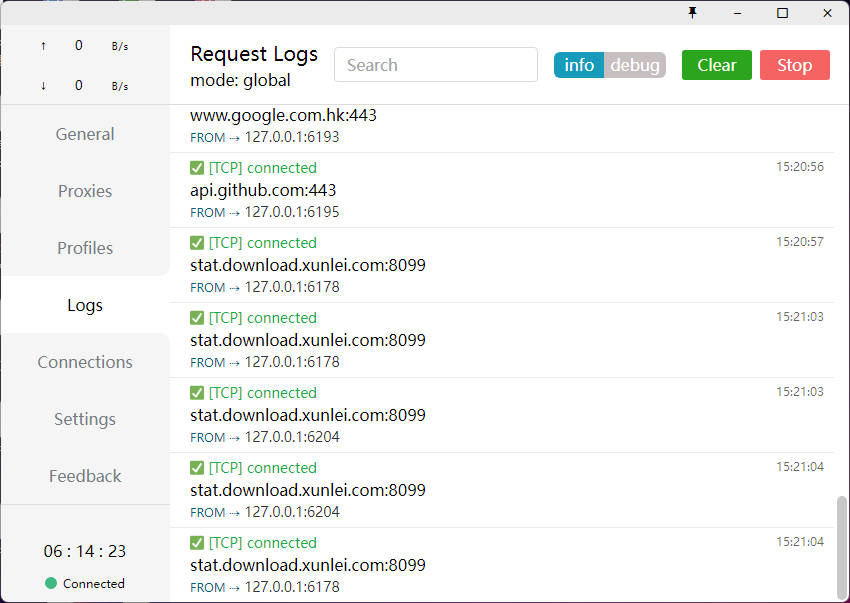 ↑ 0 B/s
↓ 0 B/s
General
Proxies
Profiles
Logs
Connections
Settings
Feedback
06 : 14 : 23
Connected
Request Logs
mode: global
Search
info debug
Clear
Stop
www.google.com.hk:443
FROM ⇢ 127.0.0.1:6193
✅ [TCP] connected 15:20:56
api.github.com:443
FROM ⇢ 127.0.0.1:6195
✅ [TCP] connected 15:20:57
stat.download.xunlei.com:8099
FROM ⇢ 127.0.0.1:6178
✅ [TCP] connected 15:21:03
stat.download.xunlei.com:8099
FROM ⇢ 127.0.0.1:6178
✅ [TCP] connected 15:21:03
stat.download.xunlei.com:8099
FROM ⇢ 127.0.0.1:6204
✅ [TCP] connected 15:21:04
stat.download.xunlei.com:8099
FROM ⇢ 127.0.0.1:6204
✅ [TCP] connected 15:21:04
stat.download.xunlei.com:8099
FROM ⇢ 127.0.0.1:6178